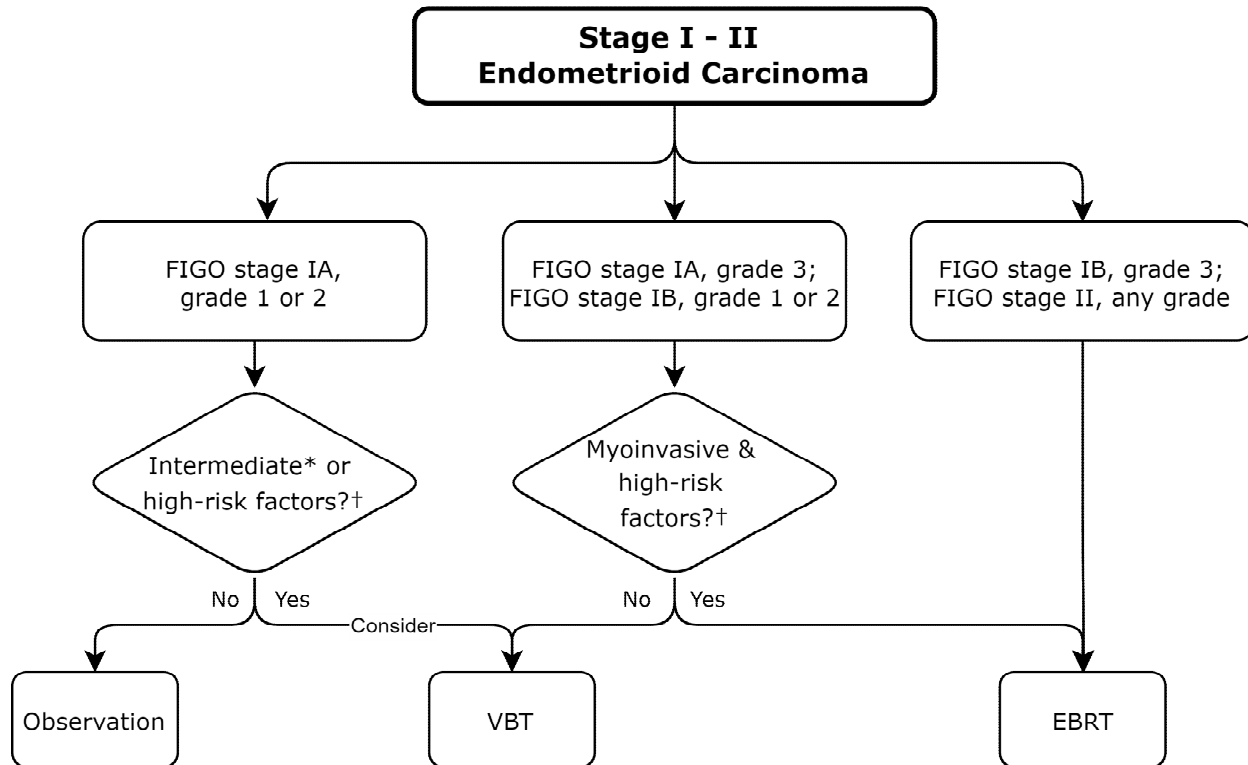 Stage I - II
Endometrioid Carcinoma
FIGO stage IA,
grade 1 or 2
FIGO stage IA, grade 3;
FIGO stage IB, grade 1 or 2
FIGO stage IB, grade 3;
FIGO stage II, any grade
Intermediate* or
high-risk factors?†
Myoinvasive &
high-risk
factors?†
No Yes
Consider
No Yes
Observation
VBT
EBRT